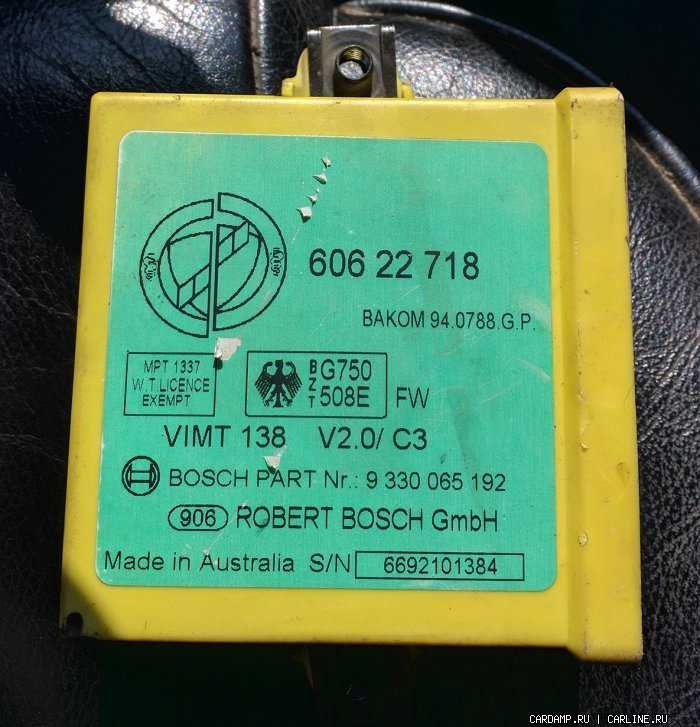 606 22 718
BAKOM 94.0788.G.P.
MPT 1337
W.T LICENCE
EXEMPT
BZT G750
508E FW
VIMT 138 V2.0/ C3
BOSCH PART Nr.: 9 330 065 192
906 ROBERT BOSCH GmbH
Made in Australia S/N 6692101384
CARDAMP.RU | CARLINE.RU